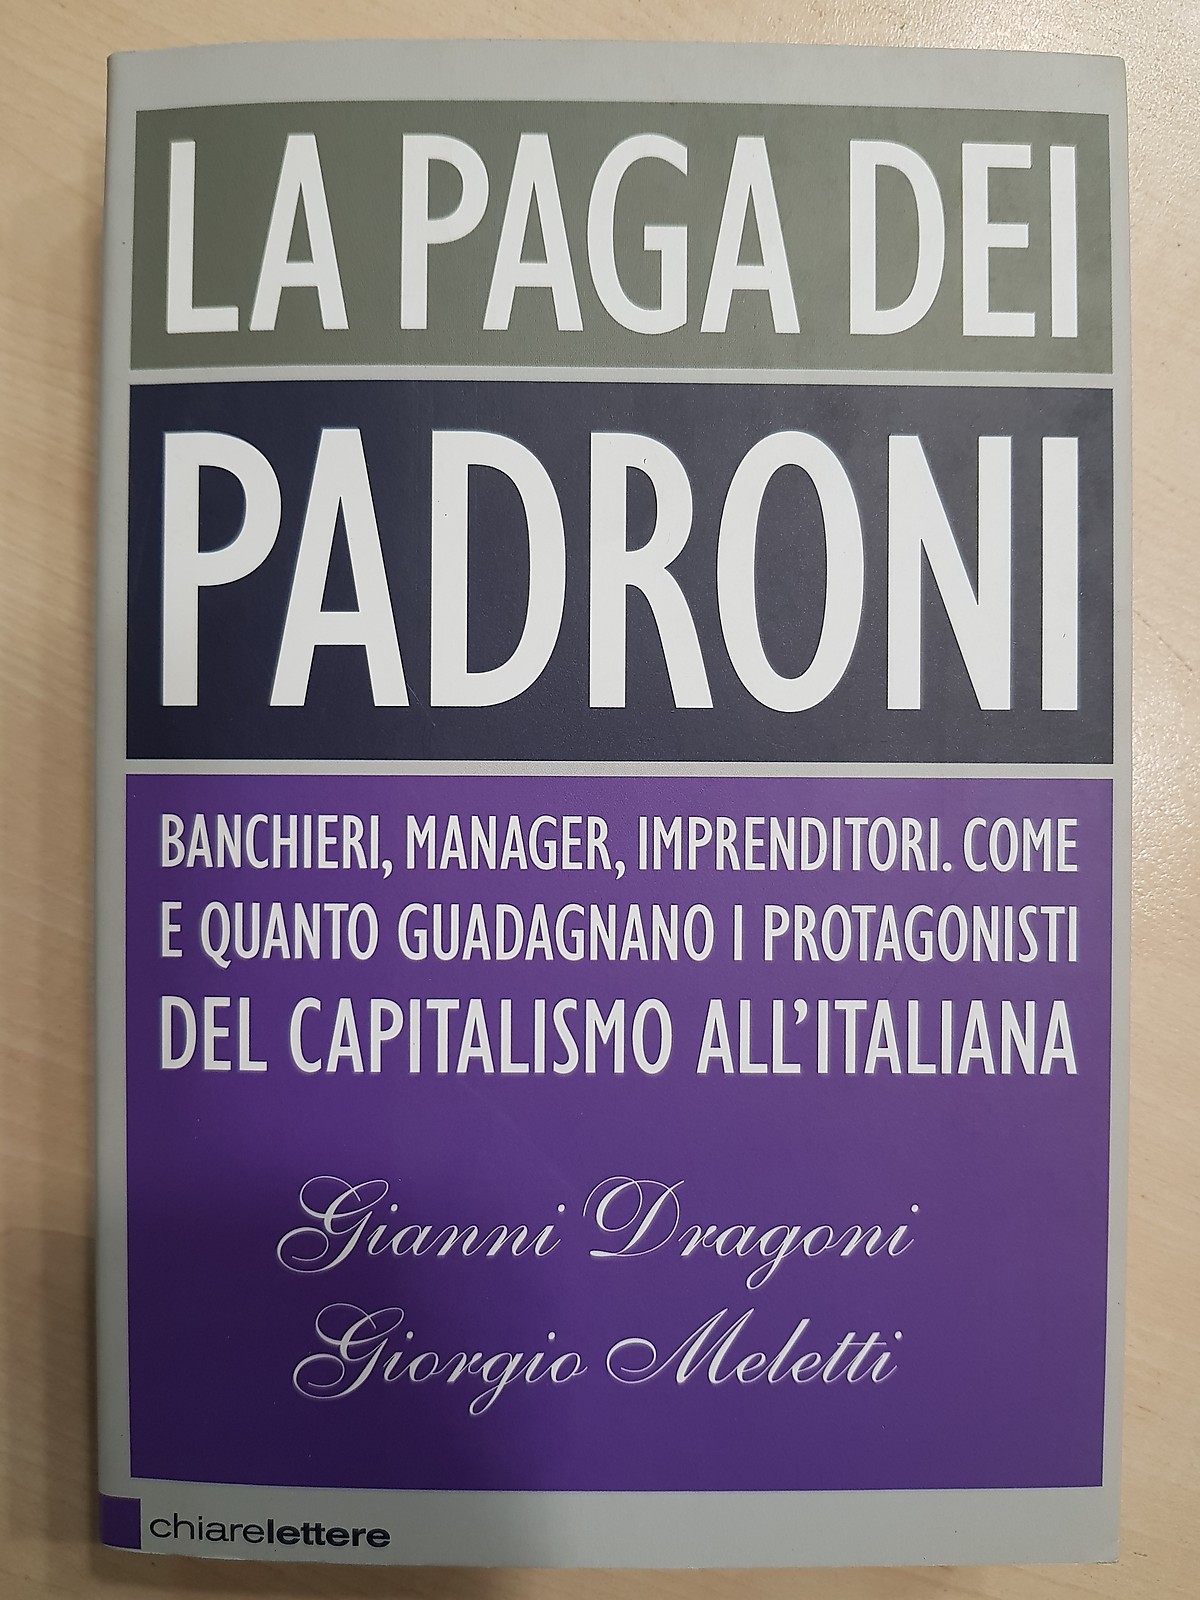 LA PAGA DEI
PADRONI
BANCHIERI, MANAGER, IMPRENDITORI. COME
E QUANTO GUADAGNANO I PROTAGONISTI
DEL CAPITALISMO ALL’ITALIANA
Gianni Dragoni
Giorgio Meletti
chiarelettere